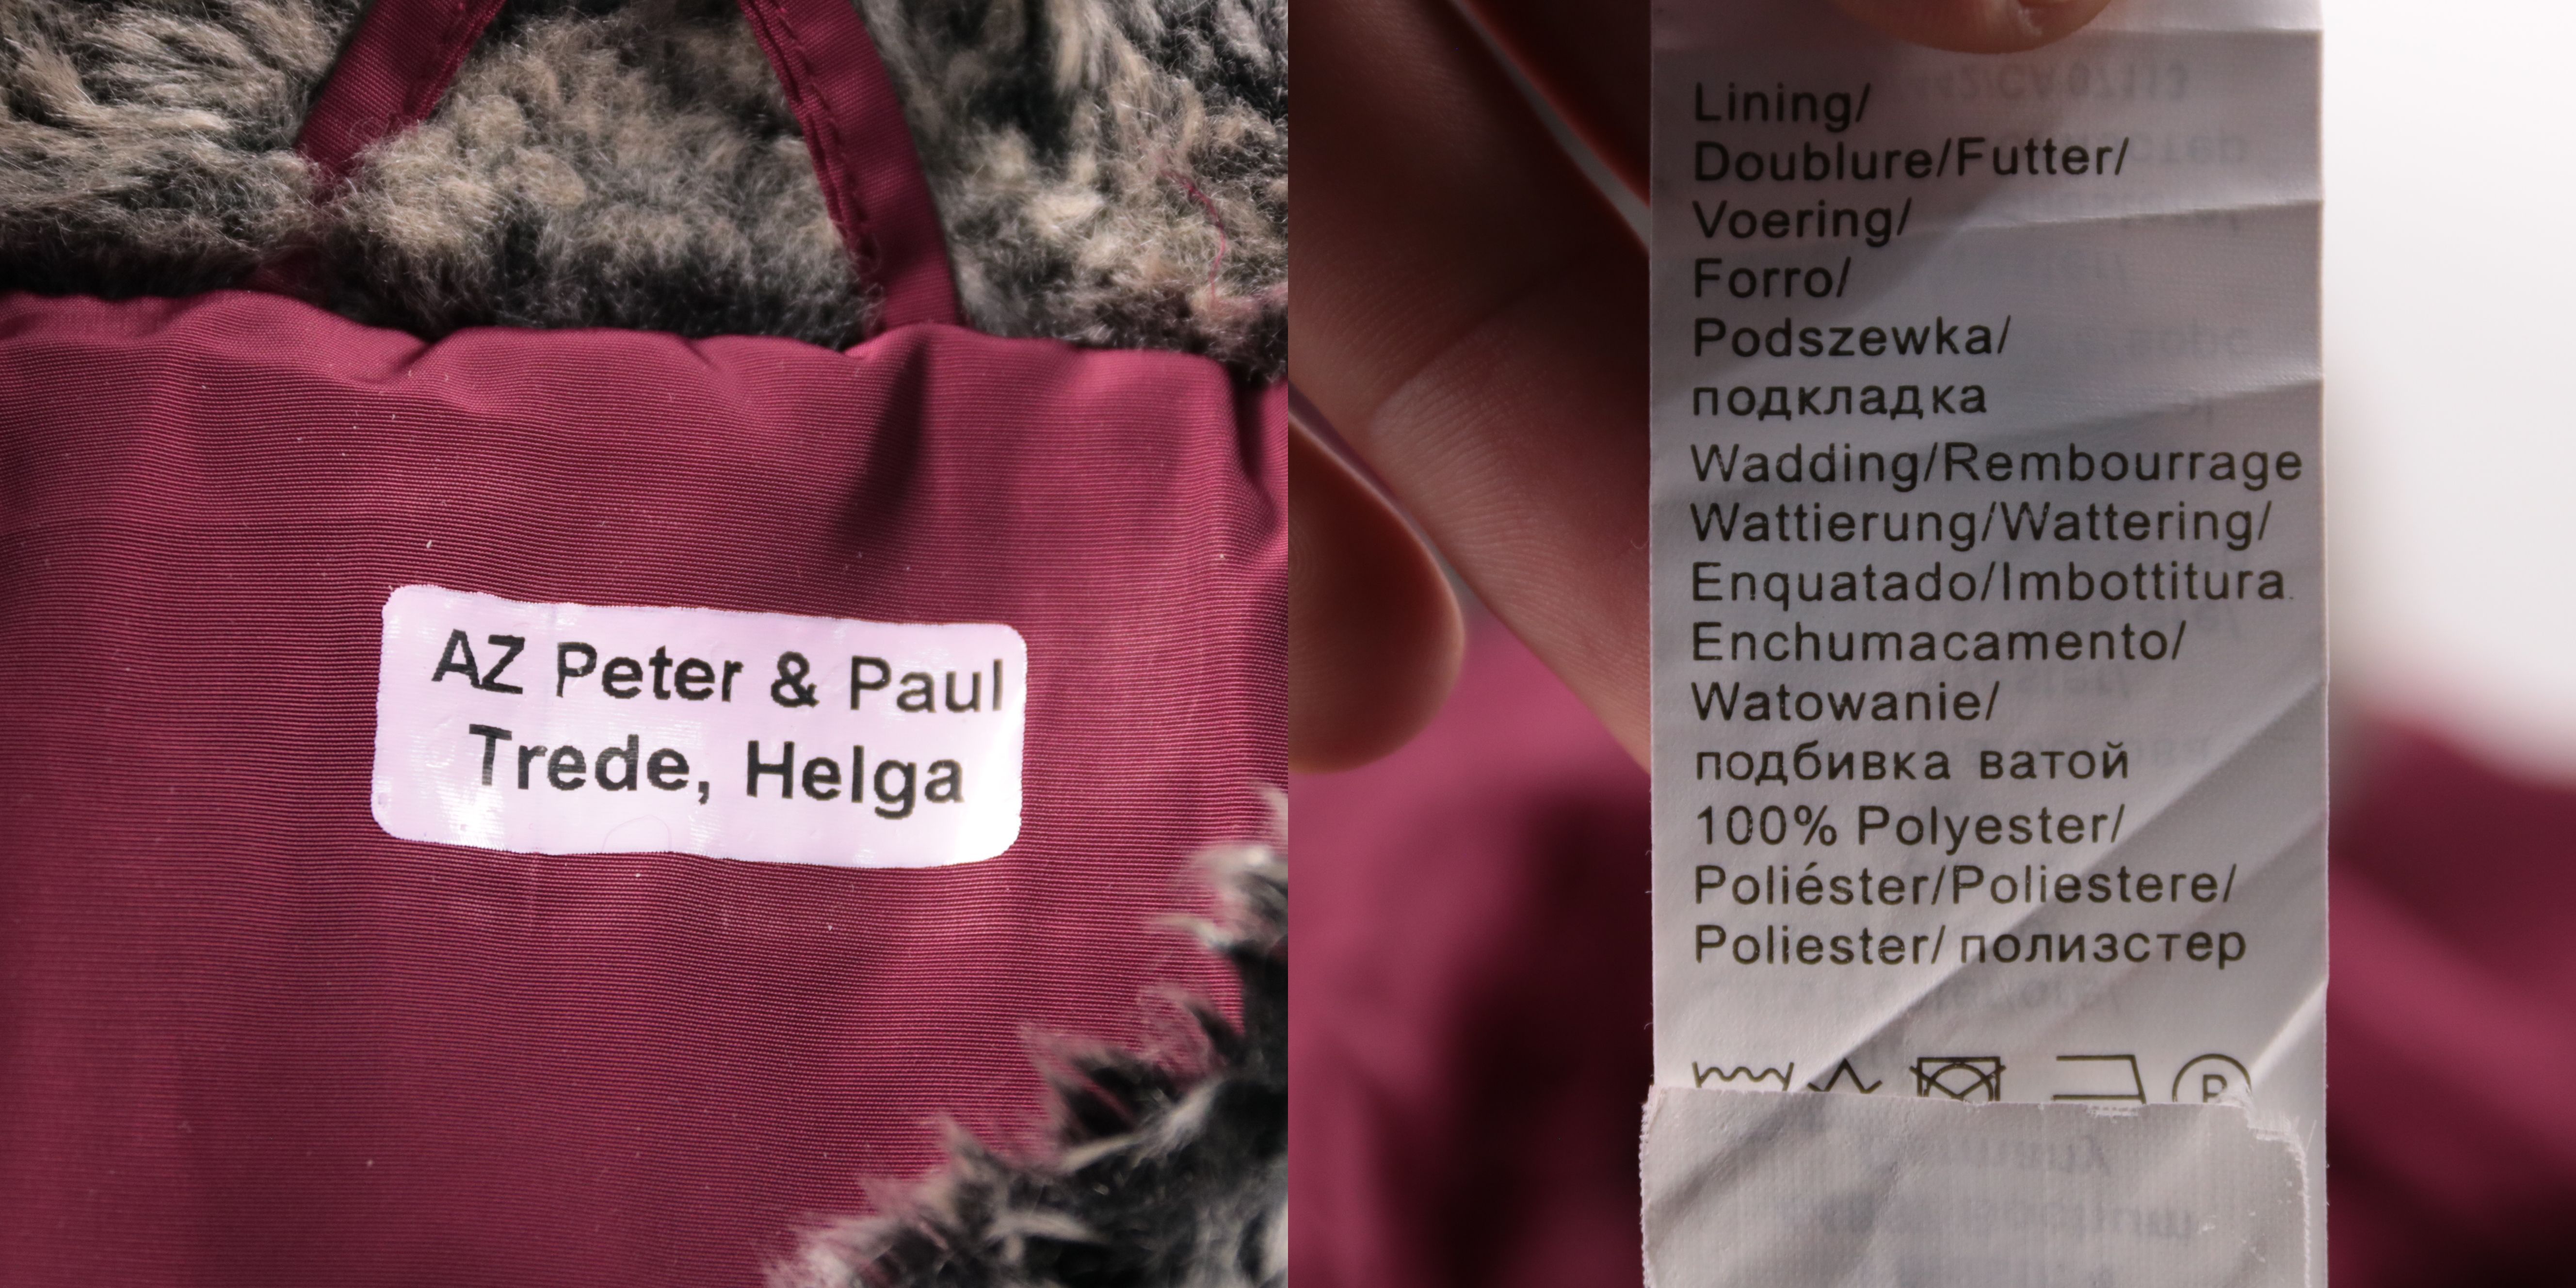 AZ Peter & Paul
Trede, Helga
Lining/
Doublure/Futter/
Voering/
Forro/
Podszewka/
подкладка
Wadding/Rembourrage
Wattierung/Wattering/
Enquatado/Imbottitura
Enchumacamento/
Watowanie/
подбивка ватой
100% Polyester/
Poliéster/Poliestere/
Poliester/ полизстер
P